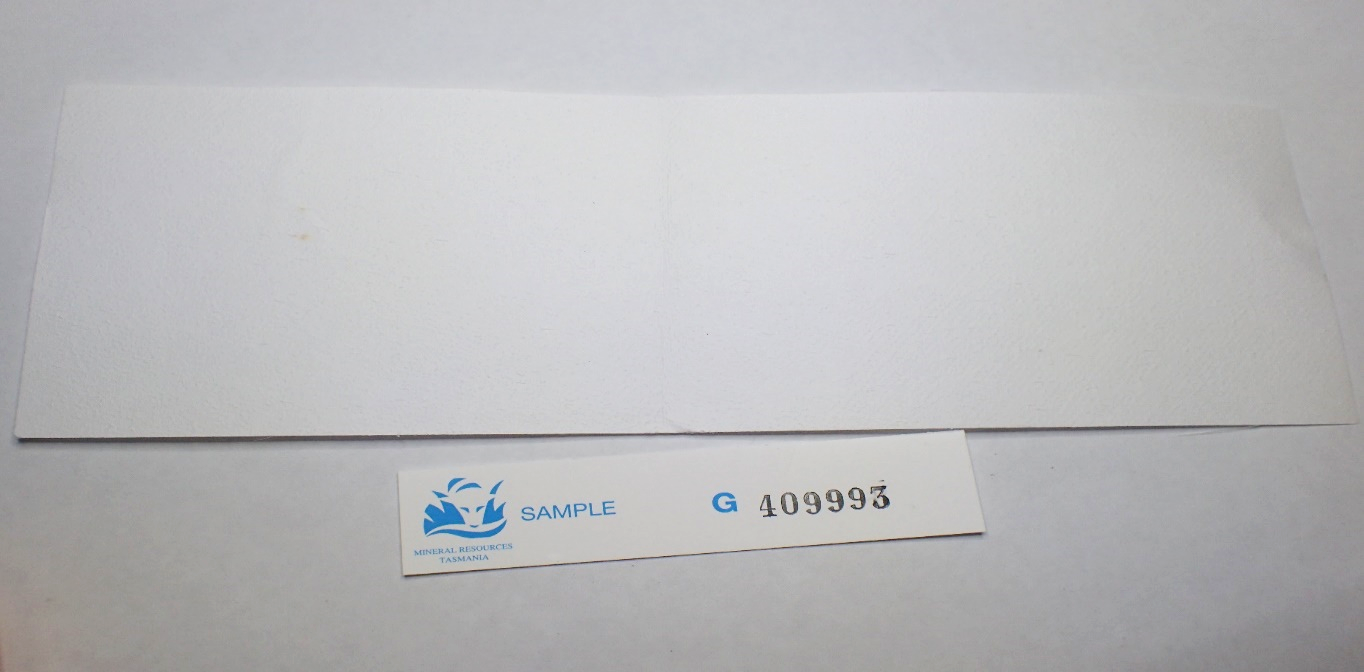 SAMPLE G 409993
MINERAL RESOURCES
TASMANIA